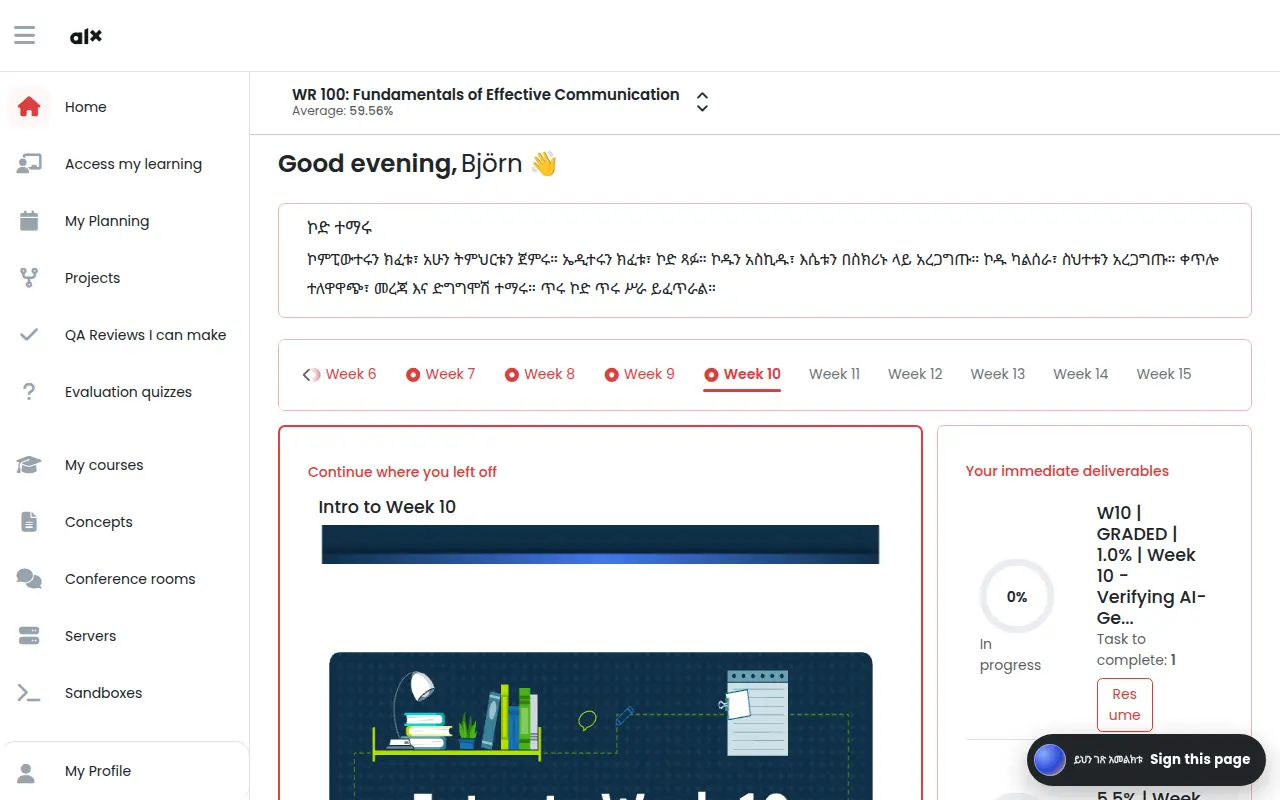 alx
Home
Access my learning
My Planning
Projects
QA Reviews I can make
Evaluation quizzes
My courses
Concepts
Conference rooms
Servers
Sandboxes
My Profile
WR 100: Fundamentals of Effective Communication
Average: 59.56%
Good evening, Björn 👋
ኮድ ተማሩ
ኮምፒውተሩን ክፈቱ፣ አሁን ትምህርቱን ጀምሩ። ኤዲተሩን ክፈቱ፣ ኮድ ጻፉ። ኮዱን አስኪዱ፣ እሴቱን በስክሪኑ ላይ አረጋግጡ። ኮዱ ካልሰራ፣ ስህተቱን አረጋግጡ። ቀጥሎ
ተለዋዋጭ፣ መረጃ እና ድግግሞሽ ተማሩ። ጥሩ ኮድ ጥሩ ሥራ ይፈጥራል።
Week 6 Week 7 Week 8 Week 9 Week 10 Week 11 Week 12 Week 13 Week 14 Week 15
Continue where you left off
Intro to Week 10
Your immediate deliverables
0%
In
progress
W10 |
GRADED |
1.0% | Week
10 -
Verifying AI-
Ge...
Task to
complete: 1
Res
ume
5.5% | Week
ይህን ገጽ አመልክቱ Sign this page